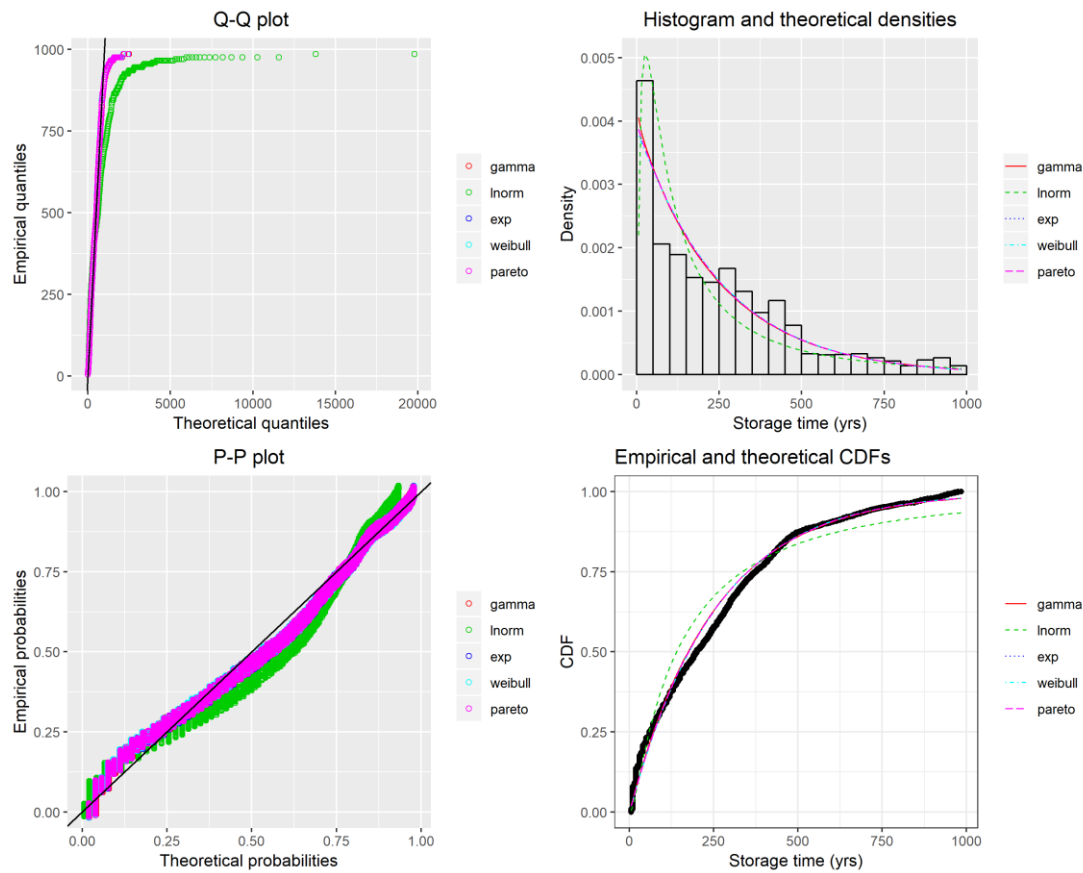 Q-Q plot
Empirical quantiles
1000
750
500
250
0
0
5000
10000
15000
20000
Theoretical quantiles
gamma
lnorm
exp
weibull
pareto
Histogram and theoretical densities
Density
0.005
0.004
0.003
0.002
0.001
0.000
0
250
500
750
1000
Storage time (yrs)
gamma
lnorm
exp
weibull
pareto
P-P plot
Empirical probabilities
1.00
0.75
0.50
0.25
0.00
0.00
0.25
0.50
0.75
1.00
Theoretical probabilities
gamma
lnorm
exp
weibull
pareto
Empirical and theoretical CDFs
CDF
1.00
0.75
0.50
0.25
0.00
0
250
500
750
1000
Storage time (yrs)
gamma
lnorm
exp
weibull
pareto